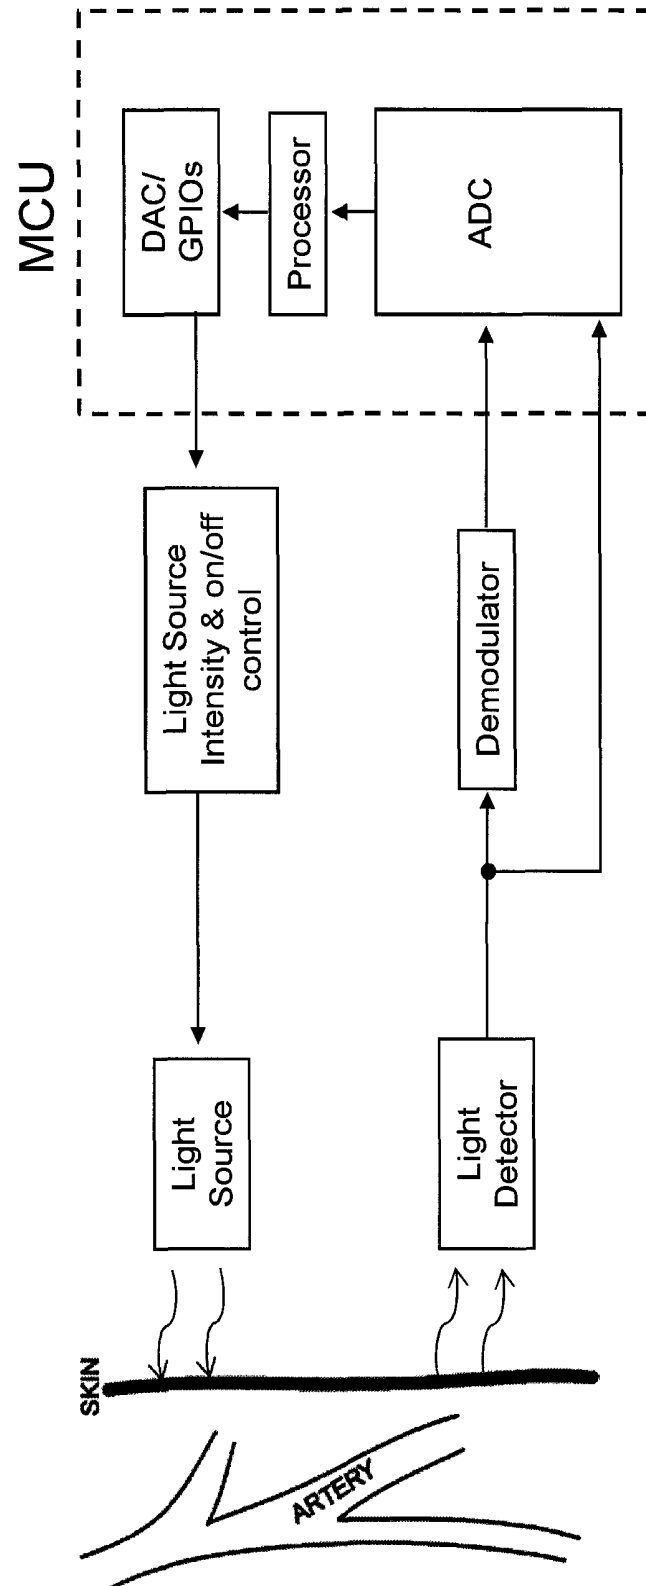 MCU
DAC/
GPIOs
Processor
ADC
Light Source
Intensity & on/off
control
Demodulator
Light
Source
Light
Detector
SKIN
ARTERY